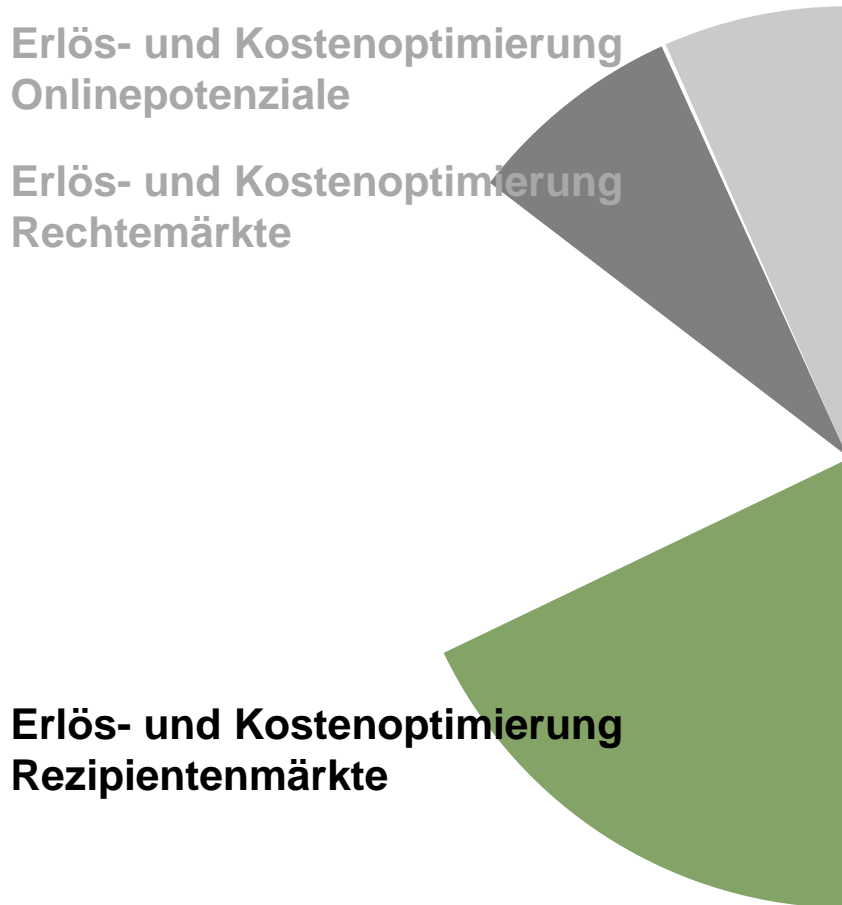 Erlös- und Kostenoptimierung
Onlinepotenziale
Erlös- und Kostenoptimierung
Rechtemärkte
Erlös- und Kostenoptimierung
Rezipientenmärkte